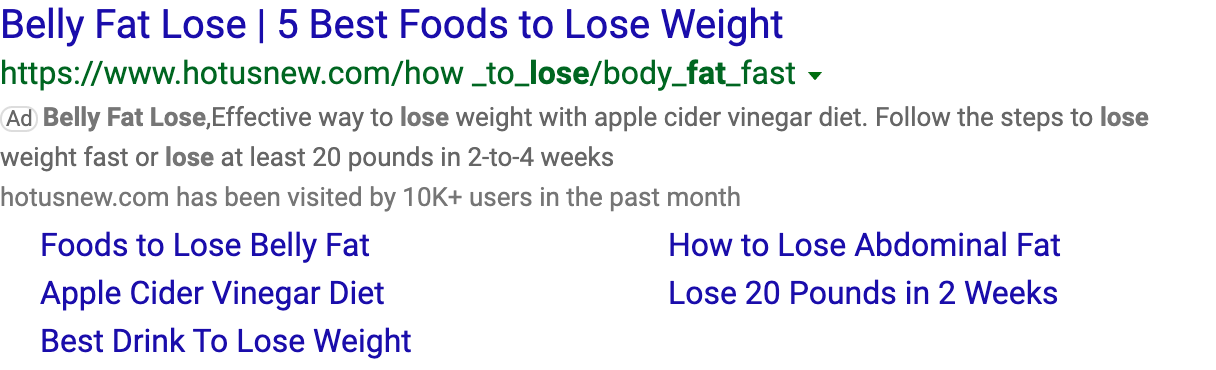 Belly Fat Lose | 5 Best Foods to Lose Weight
https://www.hotusnew.com/how _to_lose/body_fat_fast
Ad Belly Fat Lose,Effective way to lose weight with apple cider vinegar diet. Follow the steps to lose
weight fast or lose at least 20 pounds in 2-to-4 weeks
hotusnew.com has been visited by 10K+ users in the past month
Foods to Lose Belly Fat
How to Lose Abdominal Fat
Apple Cider Vinegar Diet
Lose 20 Pounds in 2 Weeks
Best Drink To Lose Weight